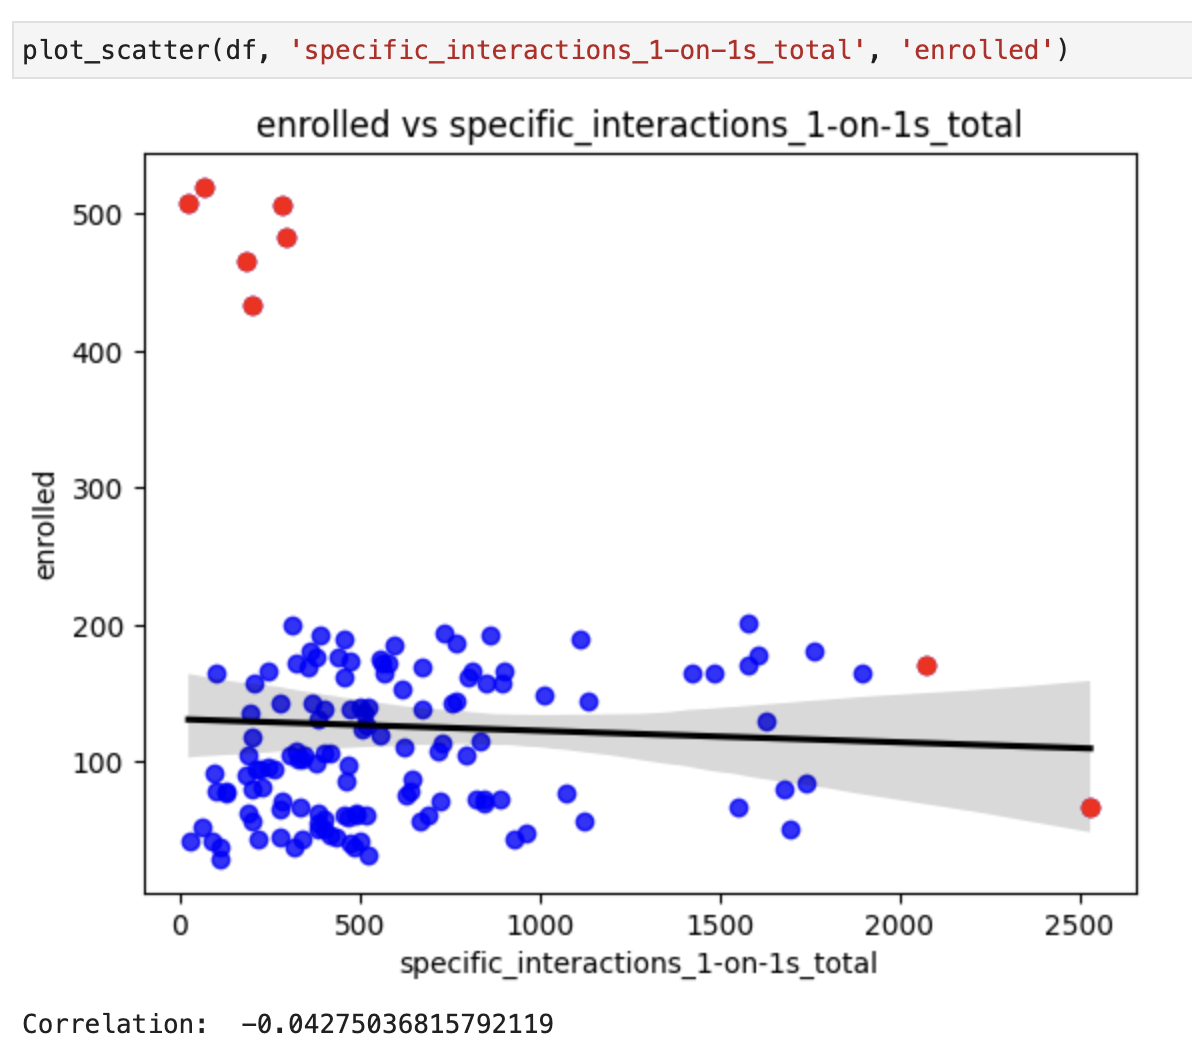 plot_scatter(df, 'specific_interactions_1-on-1s_total', 'enrolled')
enrolled vs specific_interactions_1-on-1s_total
500
400
300
200
100
enrolled
0 500 1000 1500 2000 2500
specific_interactions_1-on-1s_total
Correlation: -0.04275036815792119